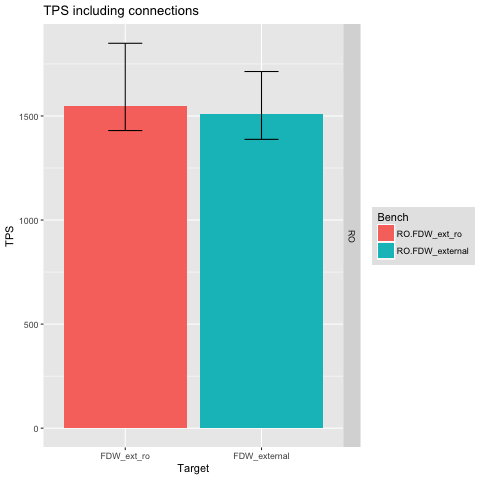 TPS including connections
TPS
1500
1000
500
0
FDW_ext_ro
FDW_external
Target
RO
Bench
RO.FDW_ext_ro
RO.FDW_external